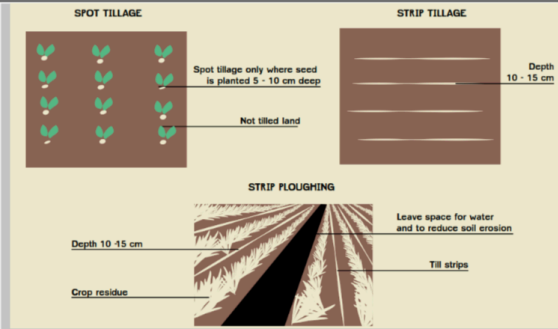 SPOT TILLAGE
Spot tillage only where seed
is planted 5 - 10 cm deep
Not tilled land
STRIP TILLAGE
Depth
10 - 15 cm
STRIP PLOUGHING
Depth 10 -15 cm
Crop residue
Leave space for water
and to reduce soil erosion
Till strips